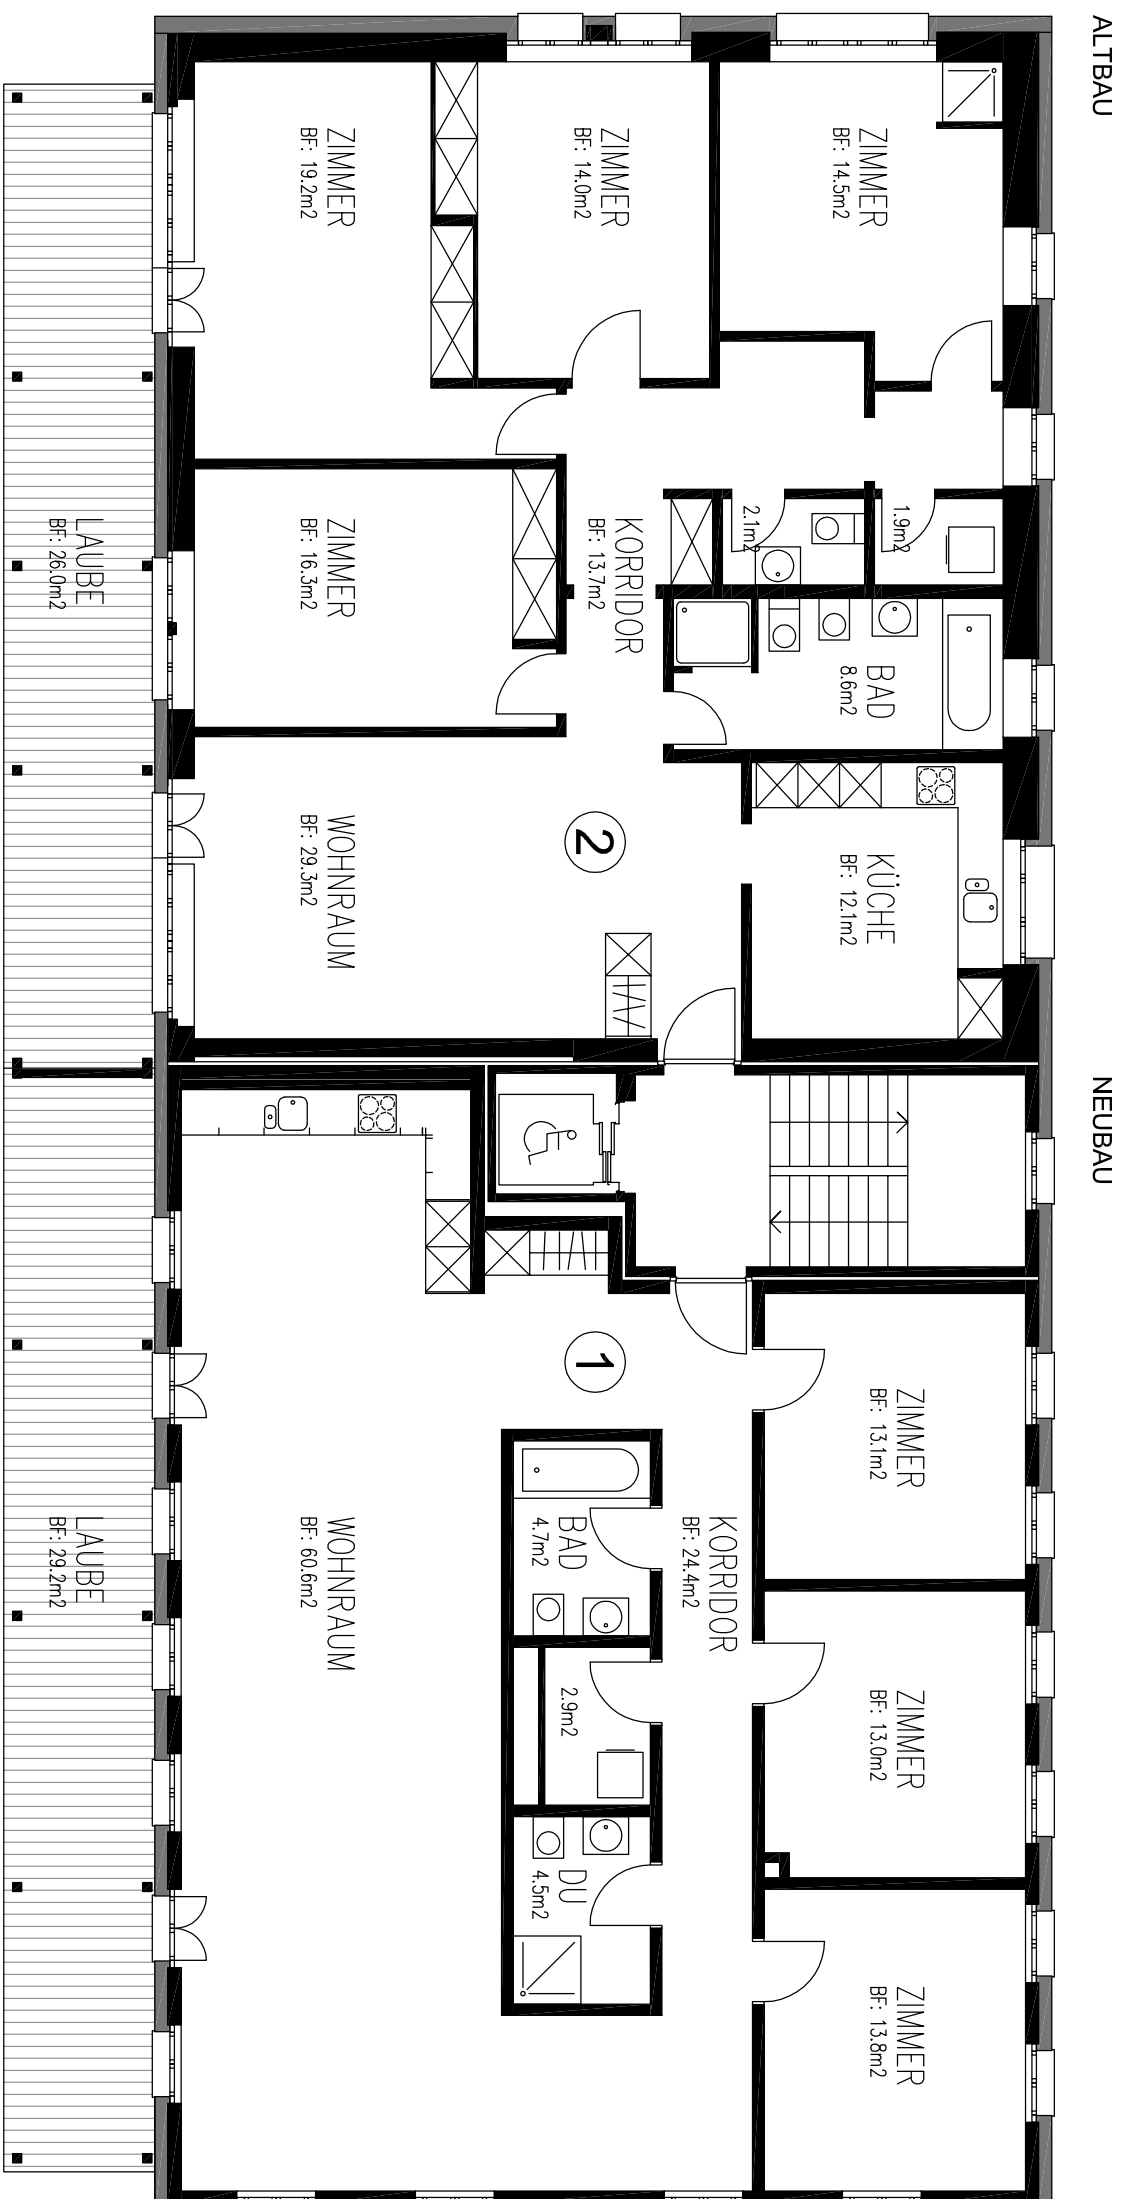 ALTBAU
NEUBAU
ZIMMER
BF: 14.5m2
ZIMMER
BF: 14.0m2
ZIMMER
BF: 19.2m2
1.9m2
2.1m2
KORRIDOR
BF: 13.7m2
ZIMMER
BF: 16.3m2
LAUBE
BF: 26.0m2
BAD
8.6m2
KÜCHE
BF: 12.1m2
2
WOHNRAUM
BF: 29.3m2
1
ZIMMER
BF: 13.1m2
KORRIDOR
BF: 24.4m2
BAD
4.7m2
WOHNRAUM
BF: 60.6m2
LAUBE
BF: 29.2m2
ZIMMER
BF: 13.0m2
2.9m2
DU
4.5m2
ZIMMER
BF: 13.8m2